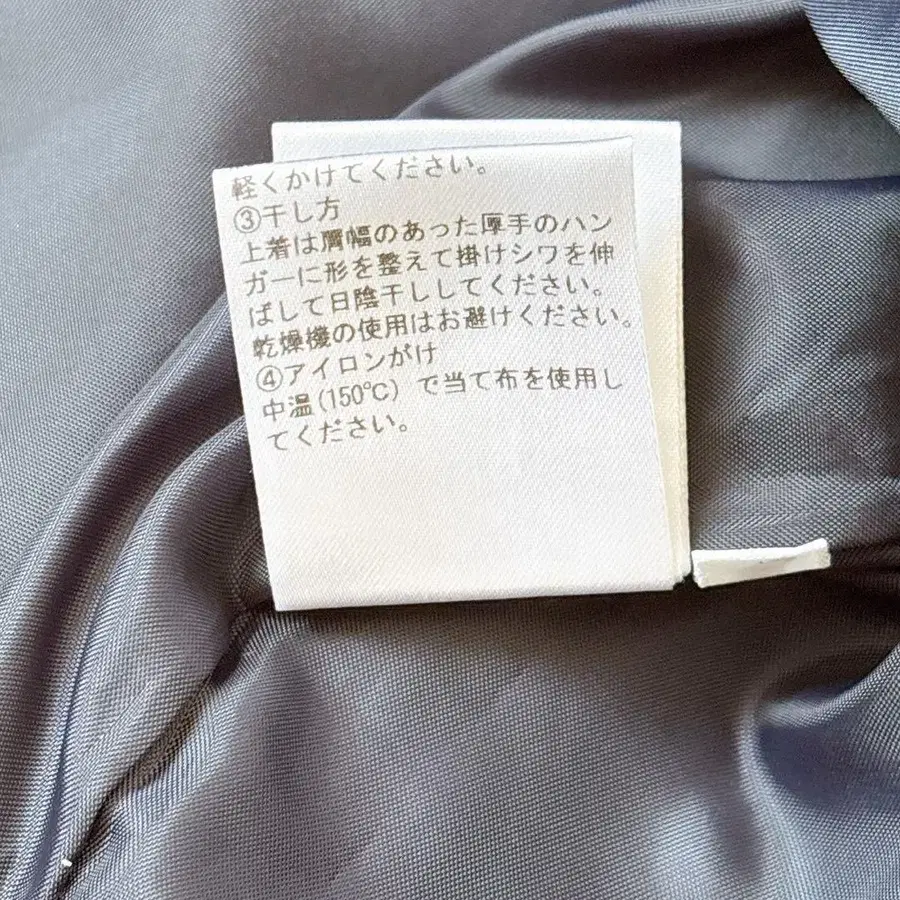 軽くかけてください。
③干し方
上着は肩幅のあった厚手のハン
ガーに形を整えて掛けシワを伸
ばして日陰干ししてください。
乾燥機の使用はお避けください。
④アイロンがけ
中温(150℃)で当て布を使用し
てください。